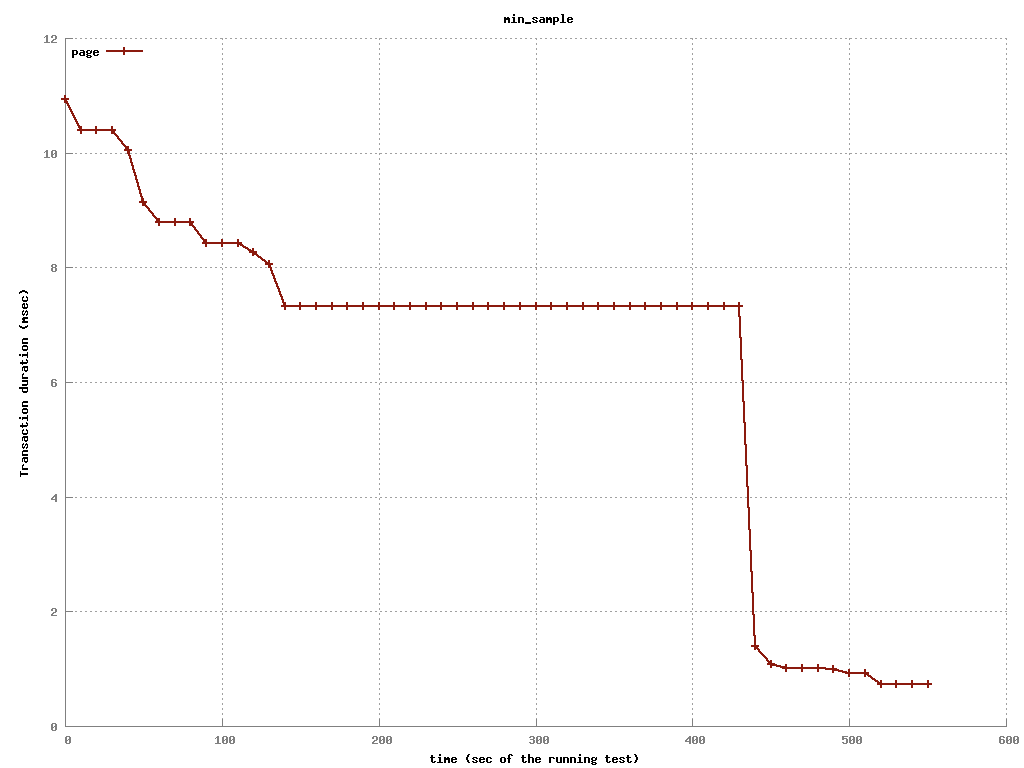 min_sample
12
page
10
8
6
4
2
0
Transaction duration (msec)
0 100 200 300 400 500 600
time (sec of the running test)